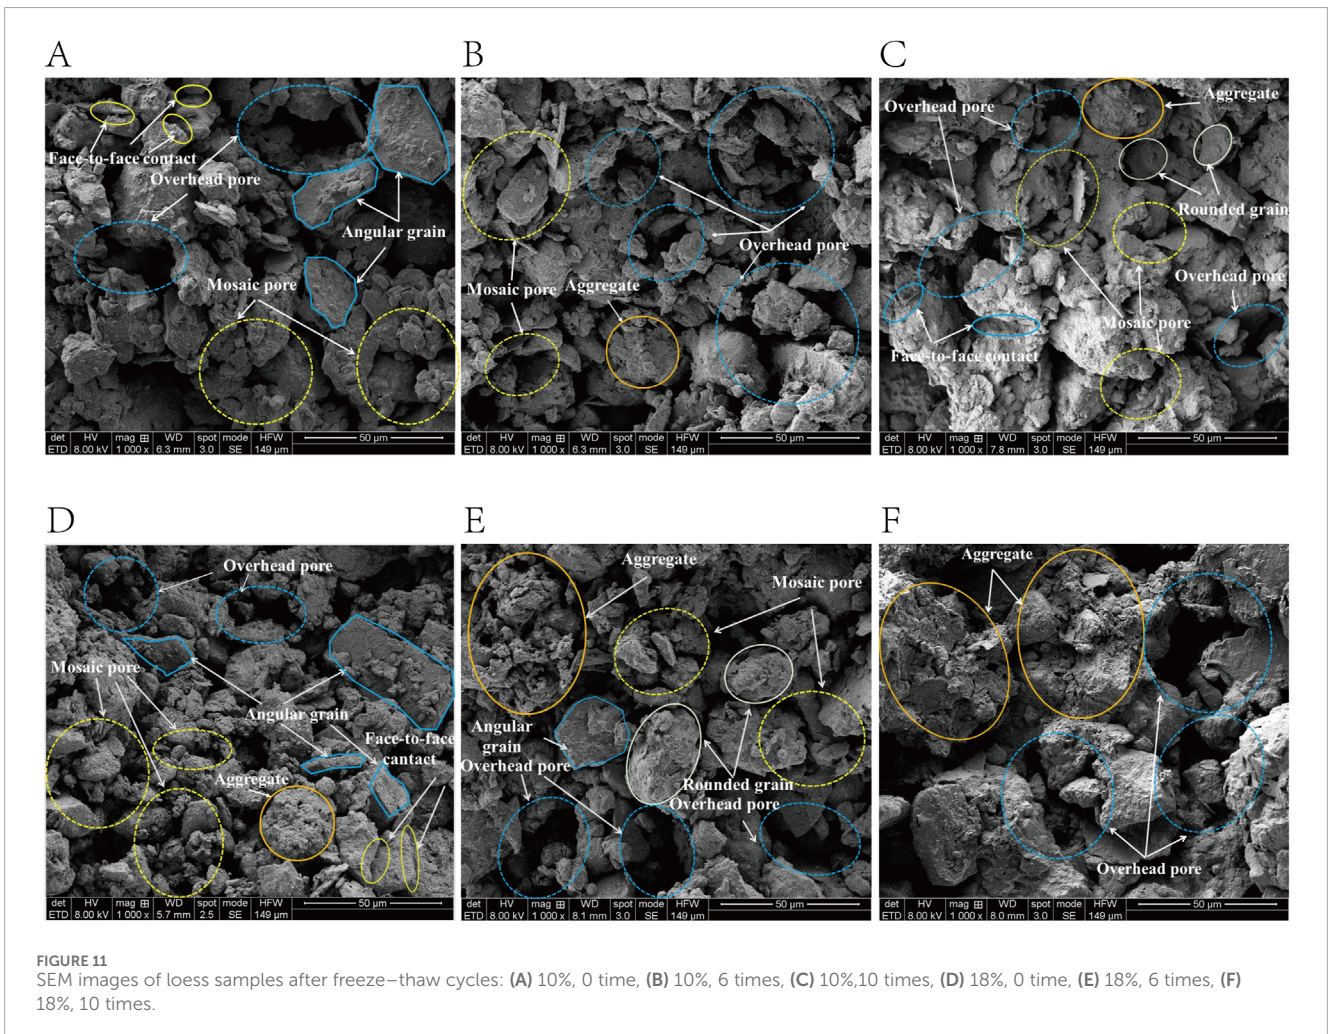 A
Face-to-face contact
Overhead pore
Angular grain
Mosaic pore
det HV mag ⊞ WD spot mode HFW 50 µm
ETD 8.00 kV 1 000 x 6.3 mm 3.0 SE 149 µm
B
Overhead pore
Mosaic pore
Aggregate
det HV mag ⊞ WD spot mode HFW 50 µm
ETD 8.00 kV 1 000 x 6.3 mm 3.0 SE 149 µm
C
Aggregate
Overhead pore
Rounded grain
Overhead pore
Mosaic pore
Face-to-face contact
det HV mag ⊞ WD spot mode HFW 50 µm
ETD 8.00 kV 1 000 x 7.8 mm 3.0 SE 149 µm
D
Overhead pore
Mosaic pore
Angular grain
Face-to-face
cantact
Aggregate
det HV mag ⊞ WD spot mode HFW 50 µm
ETD 8.00 kV 1 000 x 5.7 mm 2.5 SE 149 µm
E
Aggregate
Mosaic pore
Angular
grain
Overhead pore
Rounded grain
Overhead pore
det HV mag ⊞ WD spot mode HFW 50 µm
ETD 8.00 kV 1 000 x 8.1 mm 3.0 SE 149 µm
F
Aggregate
Overhead pore
det HV mag ⊞ WD spot mode HFW 50 µm
ETD 8.00 kV 1 000 x 8.0 mm 3.0 SE 149 µm
FIGURE 11
SEM images of loess samples after freeze–thaw cycles: (A) 10%, 0 time, (B) 10%, 6 times, (C) 10%,10 times, (D) 18%, 0 time, (E) 18%, 6 times, (F)
18%, 10 times.